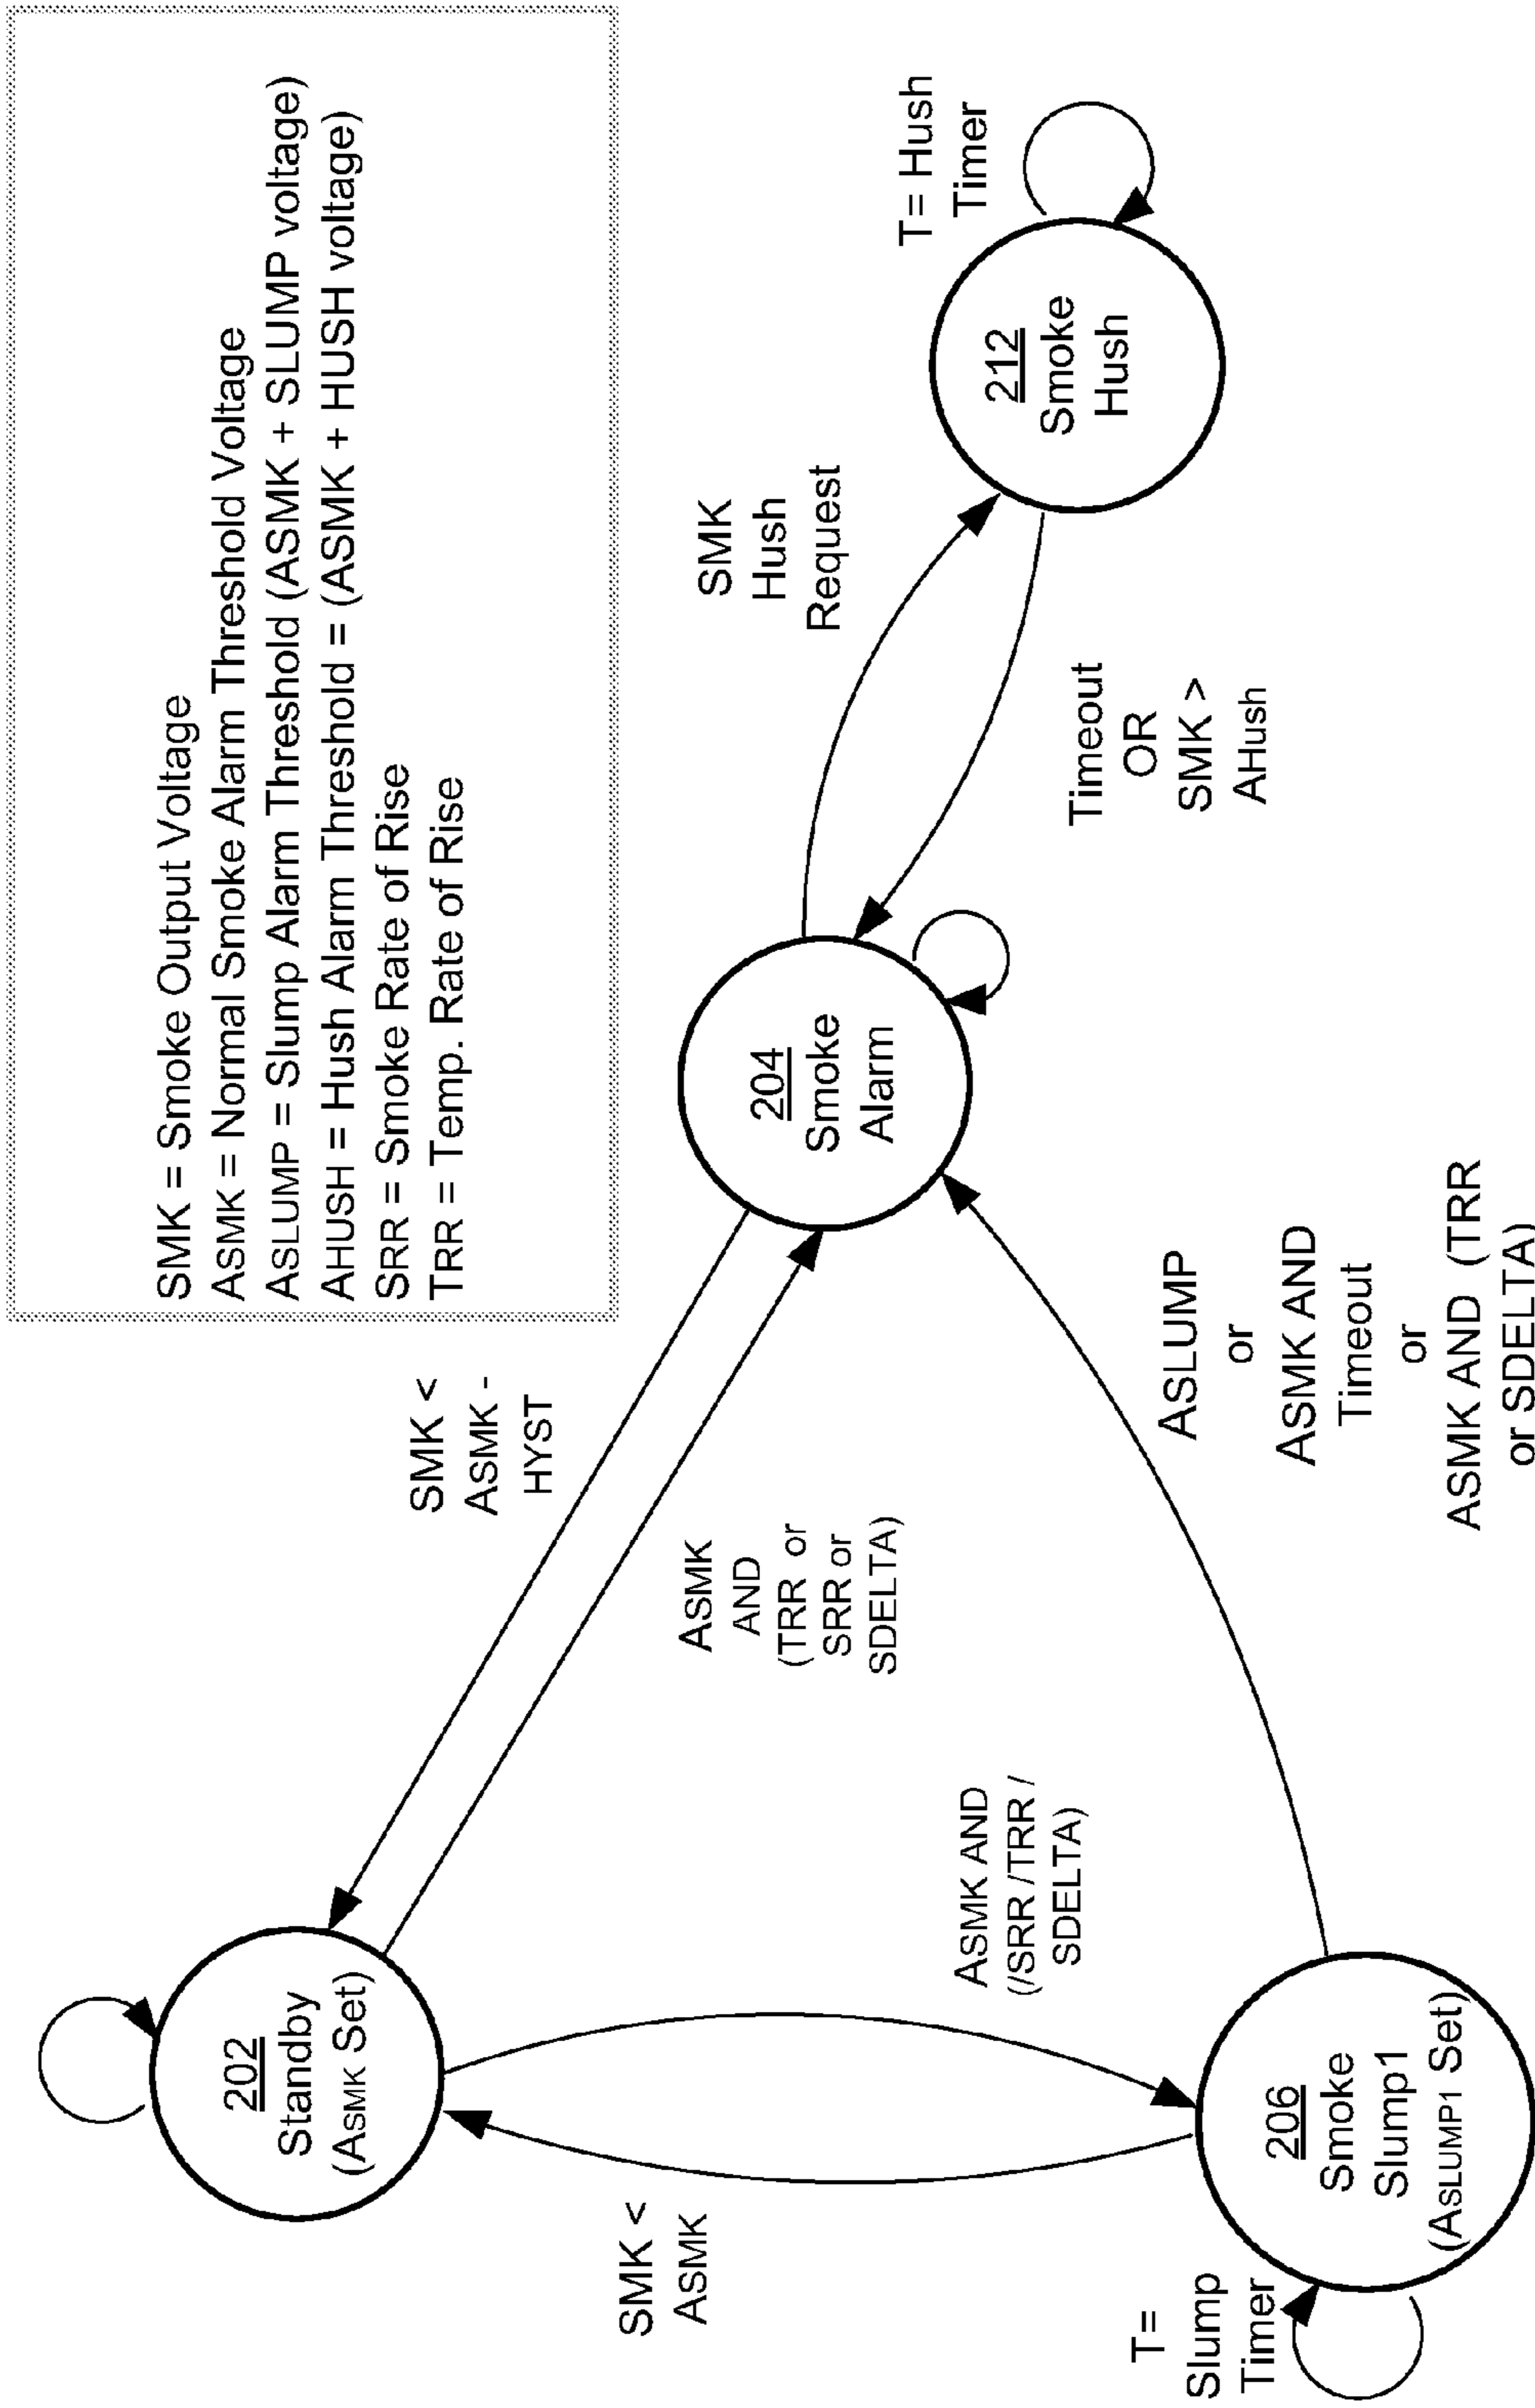 SMK = Smoke Output Voltage
ASMK = Normal Smoke Alarm Threshold Voltage
ASLUMP = Slump Alarm Threshold (ASMK + SLUMP voltage)
AHUSH = Hush Alarm Threshold = (ASMK + HUSH voltage)
SRR = Smoke Rate of Rise
TRR = Temp. Rate of Rise
202
Standby
(ASMK Set)
SMK <
ASMK -
HYST
ASMK
AND
(TRR or
SRR or
SDELTA)
204
Smoke
Alarm
SMK
Hush
Request
T= Hush
Timer
212
Smoke
Hush
Timeout
OR
SMK >
AHush
SMK <
ASMK
ASMK AND
(/SRR /TRR /
SDELTA)
T=
Slump
Timer
206
Smoke
Slump1
(ASLUMP1 Set)
ASLUMP
or
ASMK AND
Timeout
or
ASMK AND (TRR
or SDELTA)